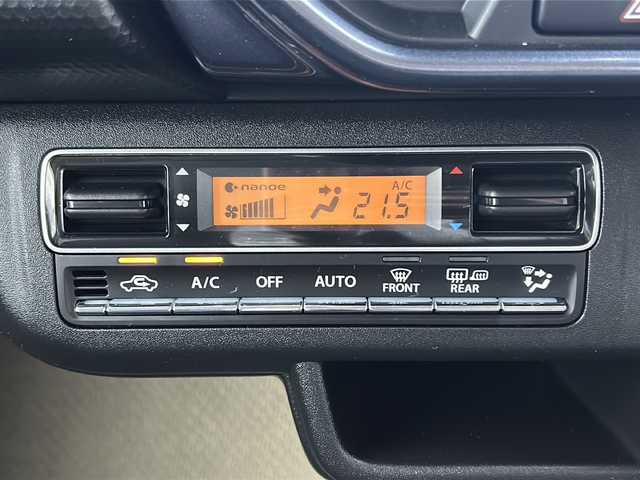 nanoe
A/C
21.5
A/C OFF AUTO FRONT REAR